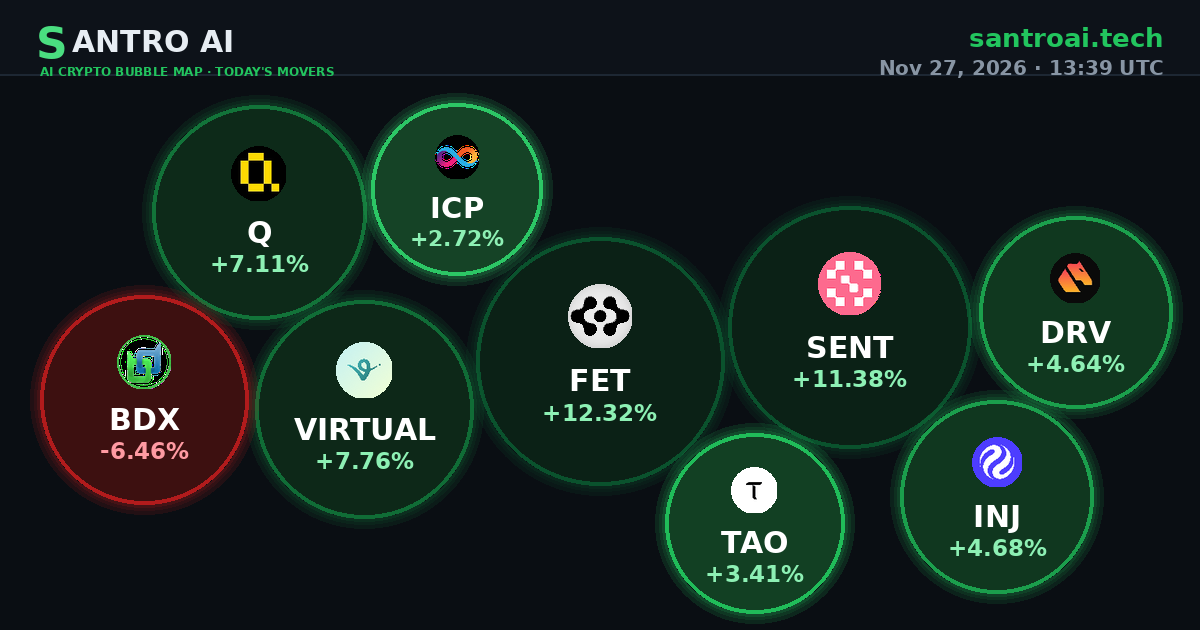 SANTRO AI
AI CRYPTO BUBBLE MAP · TODAY'S MOVERS
santroai.tech
Nov 27, 2026 · 13:39 UTC
Q
+7.11%
ICP
+2.72%
BDX
-6.46%
VIRTUAL
+7.76%
FET
+12.32%
SENT
+11.38%
DRV
+4.64%
τ
TAO
+3.41%
INJ
+4.68%